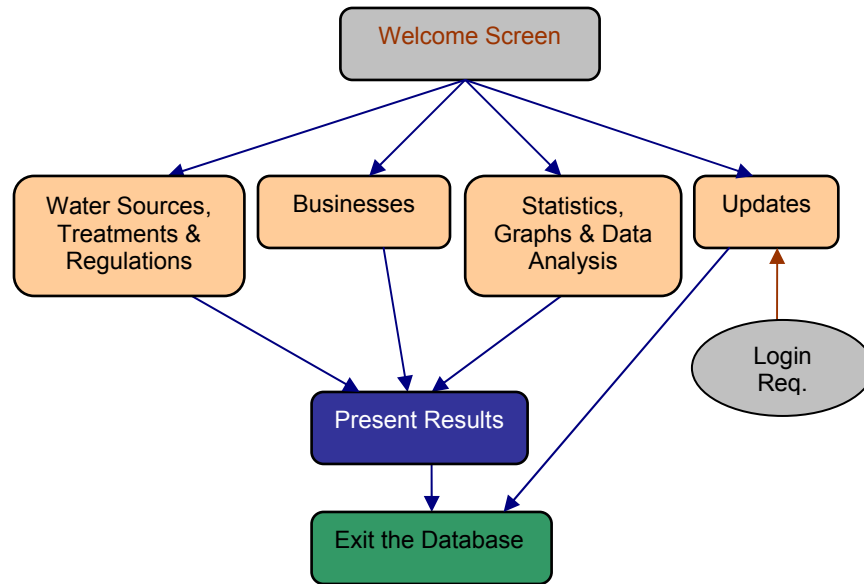 Welcome Screen
Water Sources,
Treatments &
Regulations
Businesses
Statistics,
Graphs & Data
Analysis
Updates
Login
Req.
Present Results
Exit the Database